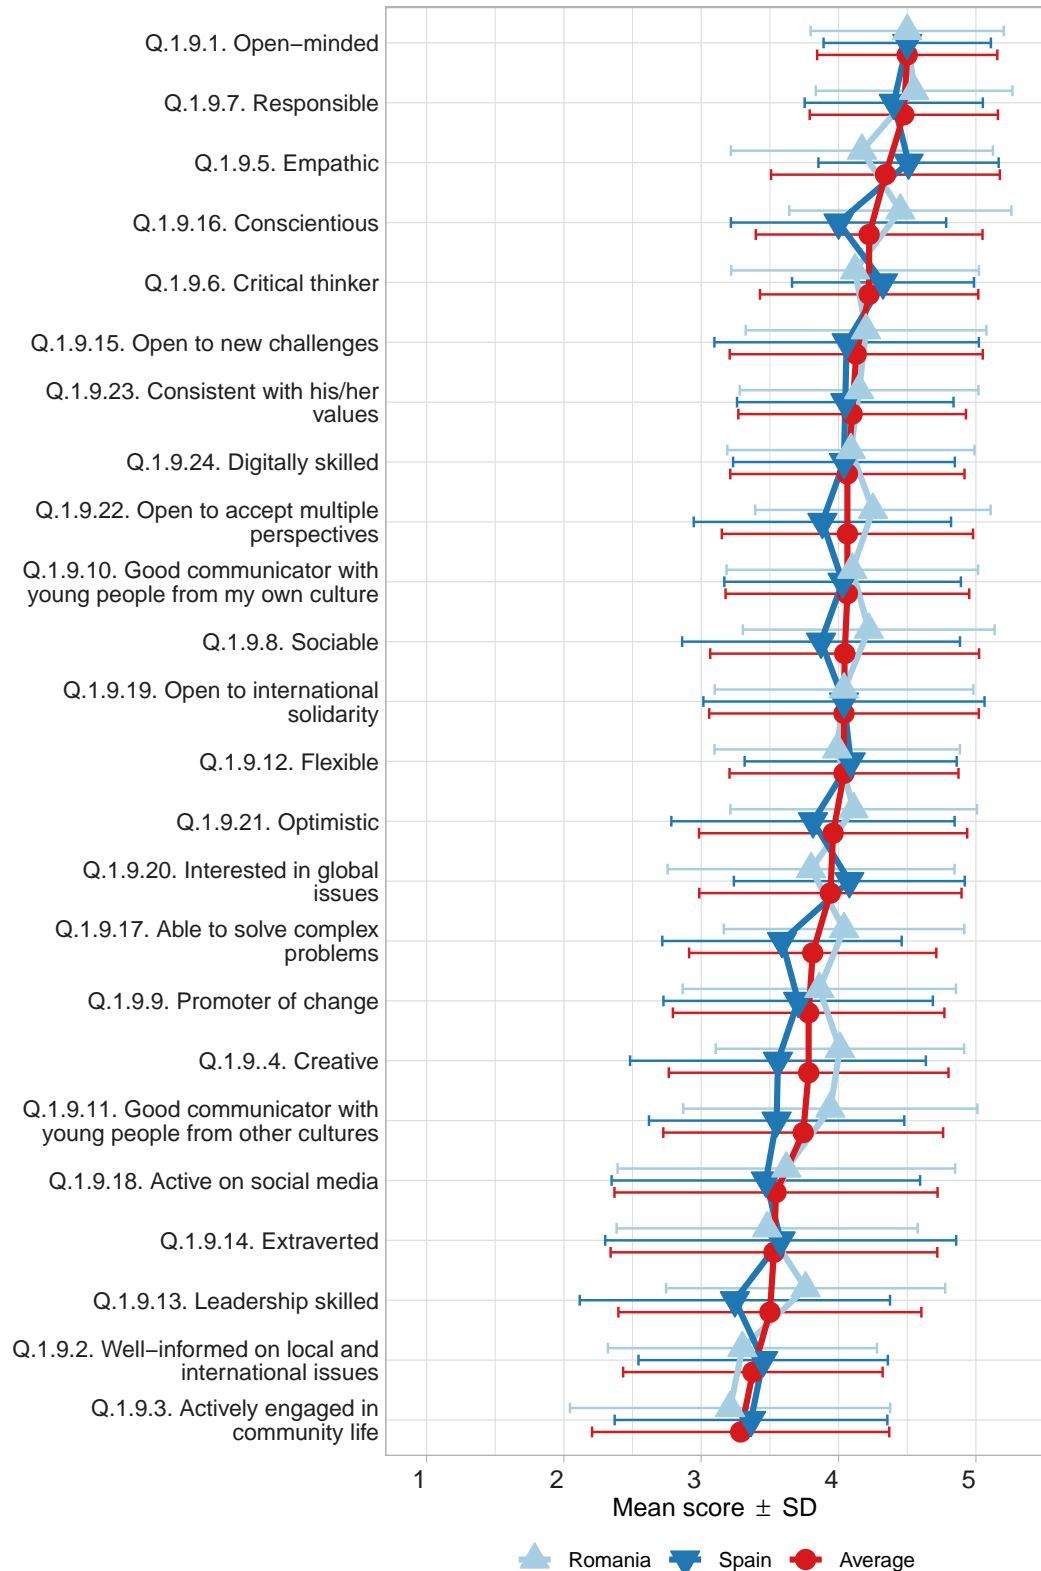 Q.1.9.1. Open−minded
Q.1.9.7. Responsible
Q.1.9.5. Empathic
Q.1.9.16. Conscientious
Q.1.9.6. Critical thinker
Q.1.9.15. Open to new challenges
Q.1.9.23. Consistent with his/her
values
Q.1.9.24. Digitally skilled
Q.1.9.22. Open to accept multiple
perspectives
Q.1.9.10. Good communicator with
young people from my own culture
Q.1.9.8. Sociable
Q.1.9.19. Open to international
solidarity
Q.1.9.12. Flexible
Q.1.9.21. Optimistic
Q.1.9.20. Interested in global
issues
Q.1.9.17. Able to solve complex
problems
Q.1.9.9. Promoter of change
Q.1.9..4. Creative
Q.1.9.11. Good communicator with
young people from other cultures
Q.1.9.18. Active on social media
Q.1.9.14. Extraverted
Q.1.9.13. Leadership skilled
Q.1.9.2. Well−informed on local and
international issues
Q.1.9.3. Actively engaged in
community life
1 2 3 4 5
Mean score ± SD
Romania Spain Average